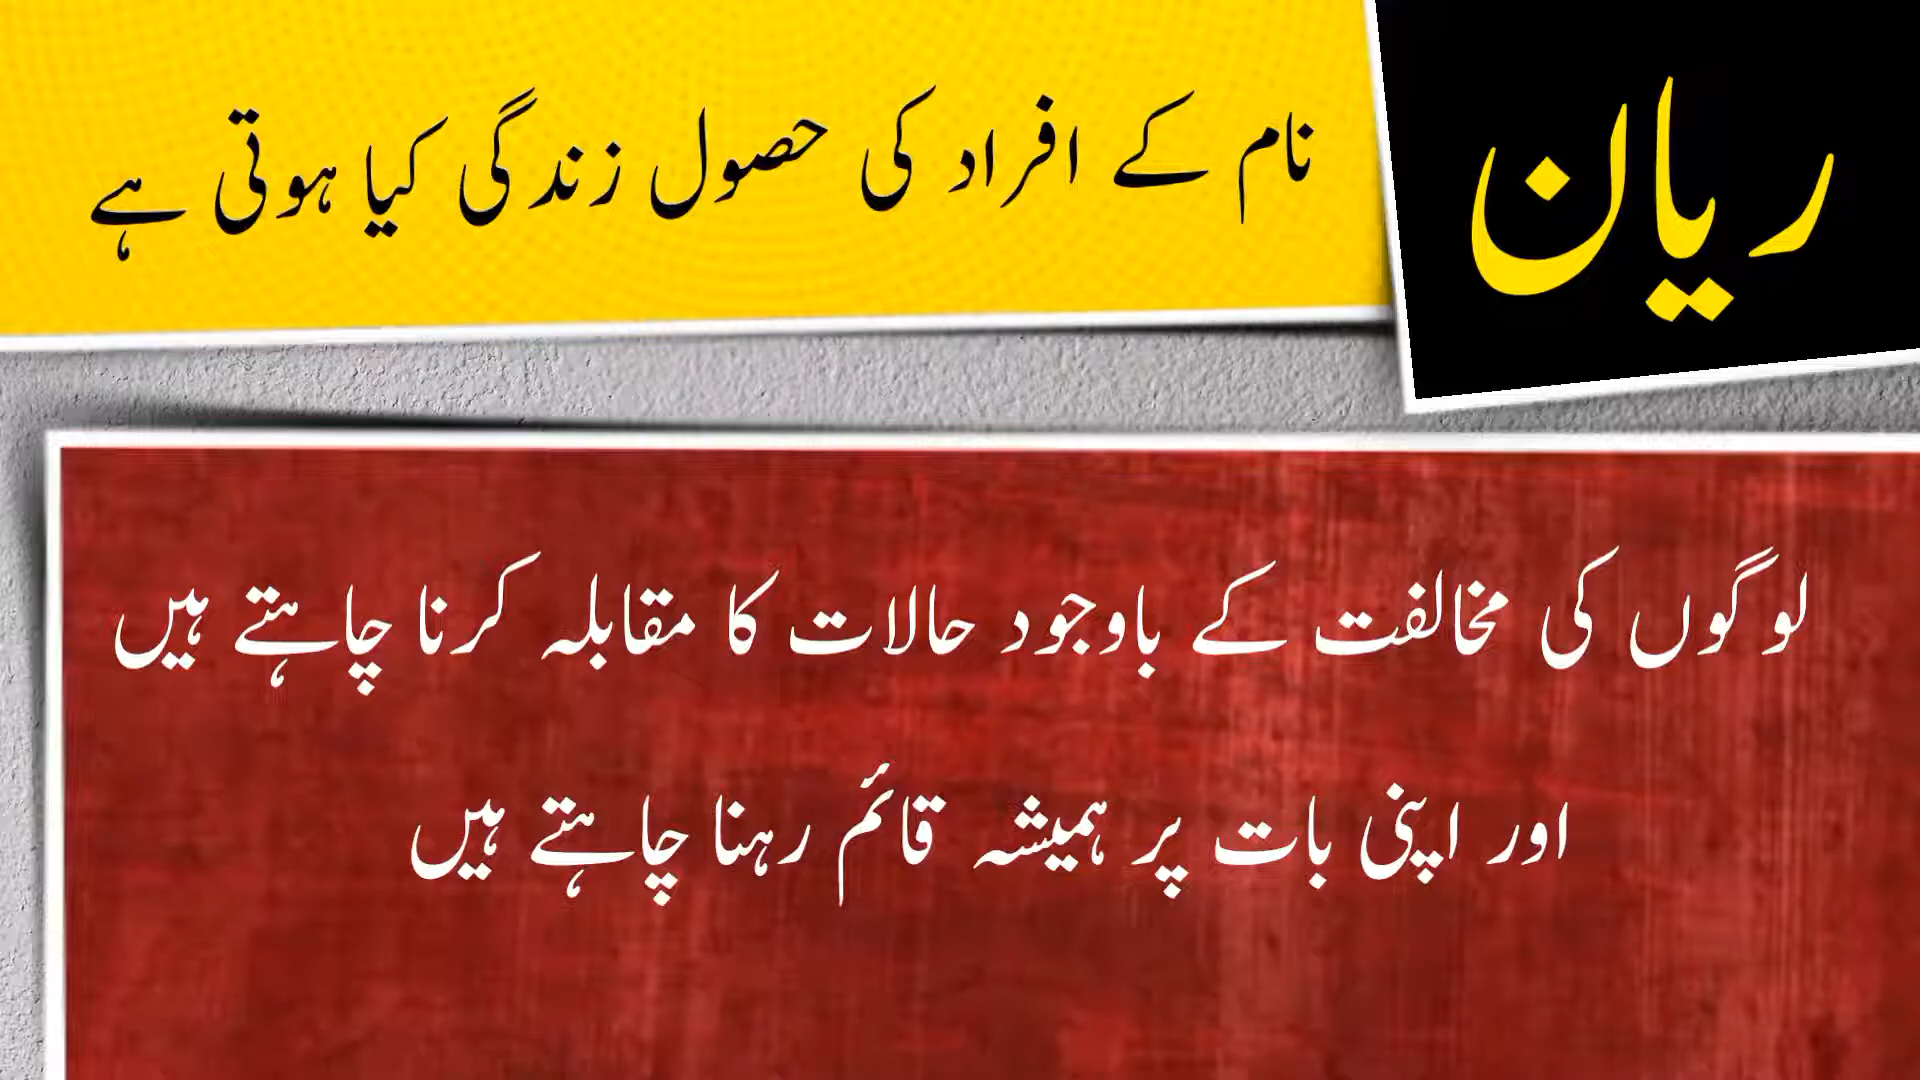 ریان
نام کے افراد کی حصول زندگی کیا ہوتی ہے
لوگوں کی مخالفت کے باوجود حالات کا مقابلہ کرنا چاہتے ہیں
اور اپنی بات پر ہمیشہ قائم رہنا چاہتے ہیں